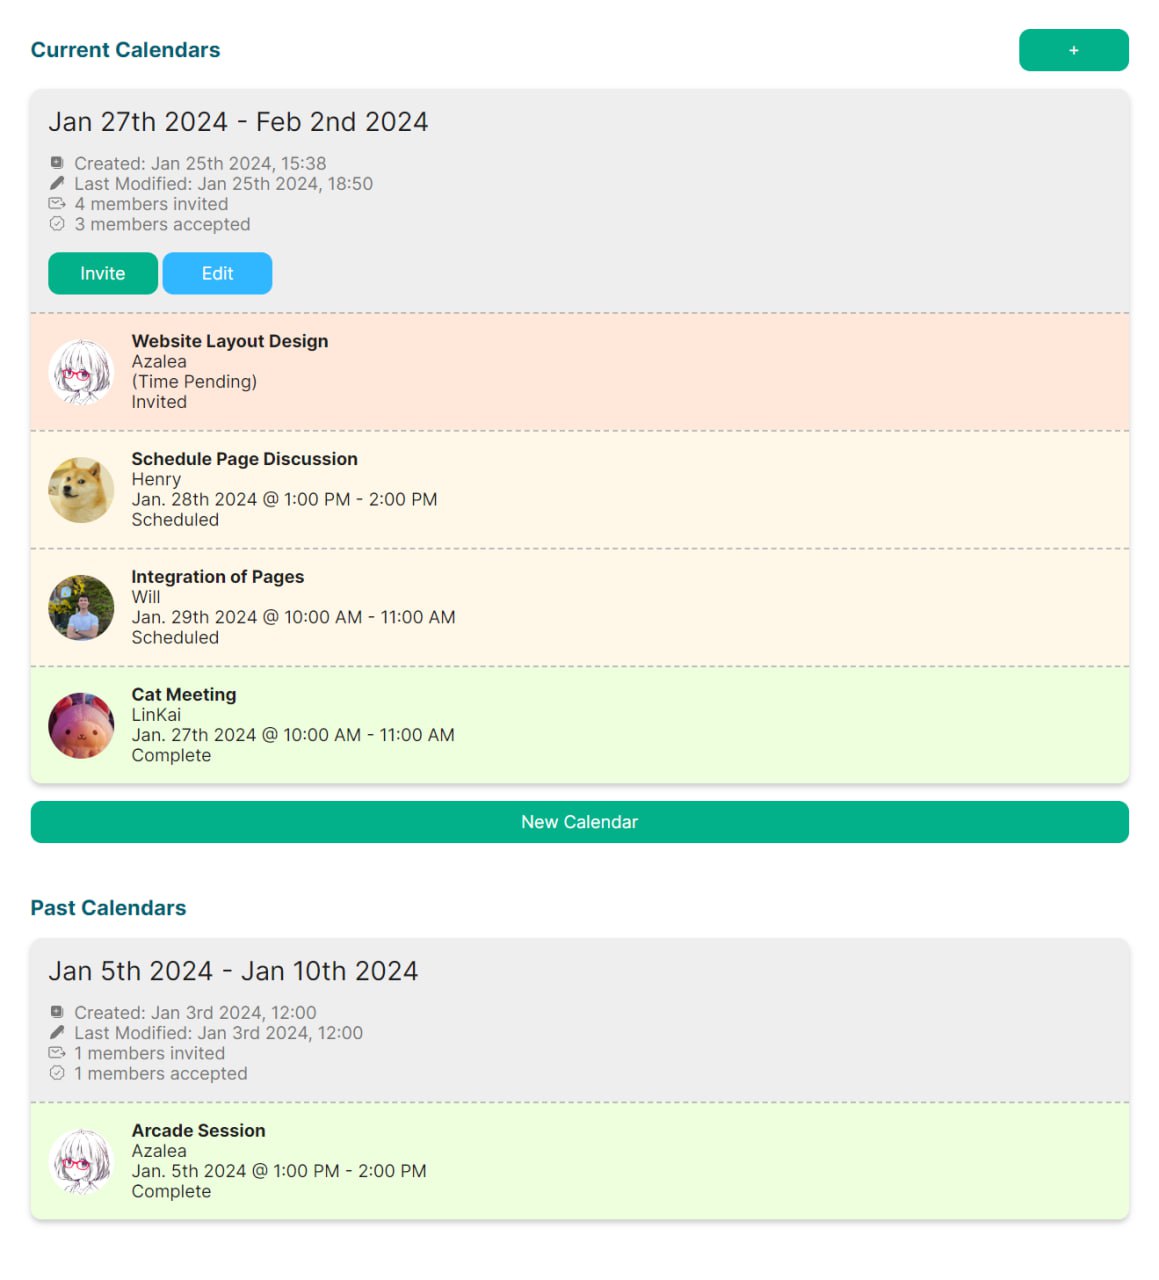 Current Calendars
+
Jan 27th 2024 - Feb 2nd 2024
Created: Jan 25th 2024, 15:38
Last Modified: Jan 25th 2024, 18:50
4 members invited
3 members accepted
Invite Edit
Website Layout Design
Azalea
(Time Pending)
Invited
Schedule Page Discussion
Henry
Jan. 28th 2024 @ 1:00 PM - 2:00 PM
Scheduled
Integration of Pages
Will
Jan. 29th 2024 @ 10:00 AM - 11:00 AM
Scheduled
Cat Meeting
LinKai
Jan. 27th 2024 @ 10:00 AM - 11:00 AM
Complete
New Calendar
Past Calendars
Jan 5th 2024 - Jan 10th 2024
Created: Jan 3rd 2024, 12:00
Last Modified: Jan 3rd 2024, 12:00
1 members invited
1 members accepted
Arcade Session
Azalea
Jan. 5th 2024 @ 1:00 PM - 2:00 PM
Complete